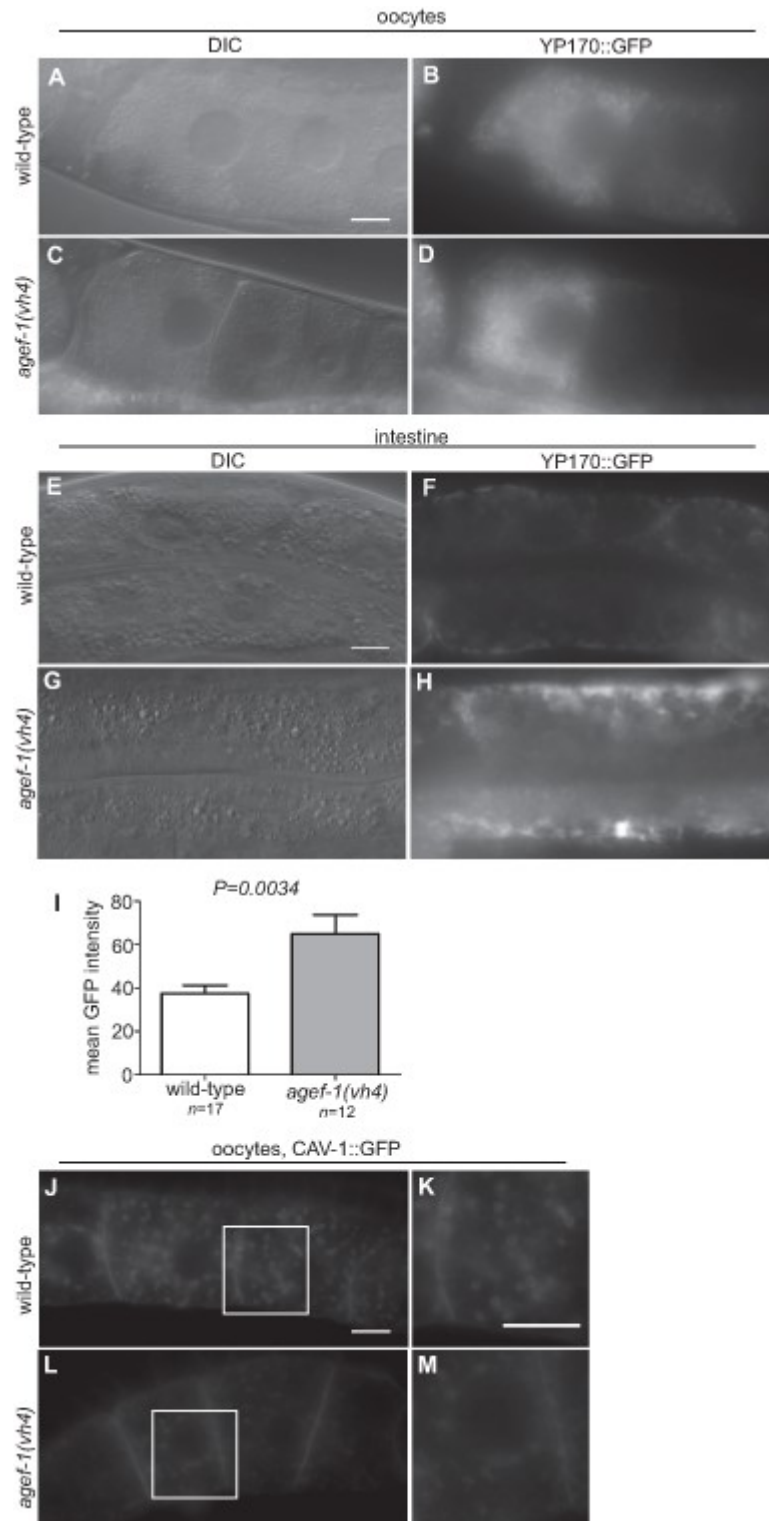 oocytes
DIC YP170::GFP
A B
wild-type
C D
agef-1(vh4)
intestine
DIC YP170::GFP
E F
wild-type
G H
agef-1(vh4)
I
P=0.0034
80
60
40
20
0
mean GFP intensity
wild-type agef-1(vh4)
n=17 n=12
oocytes, CAV-1::GFP
J K
wild-type
L M
agef-1(vh4)